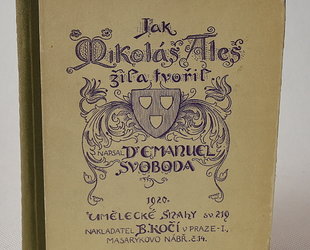 Jak
Mikoláš Aleš
žil a tvořil
NAPSAL Dr EMANUEL
SVOBODA
1920
UMĚLECKÉ SNAHY SV. 219
NAKLADATEL B. KOČÍ V PRAZE-I.
MASARYKOVO NÁBŘ. č. 14.